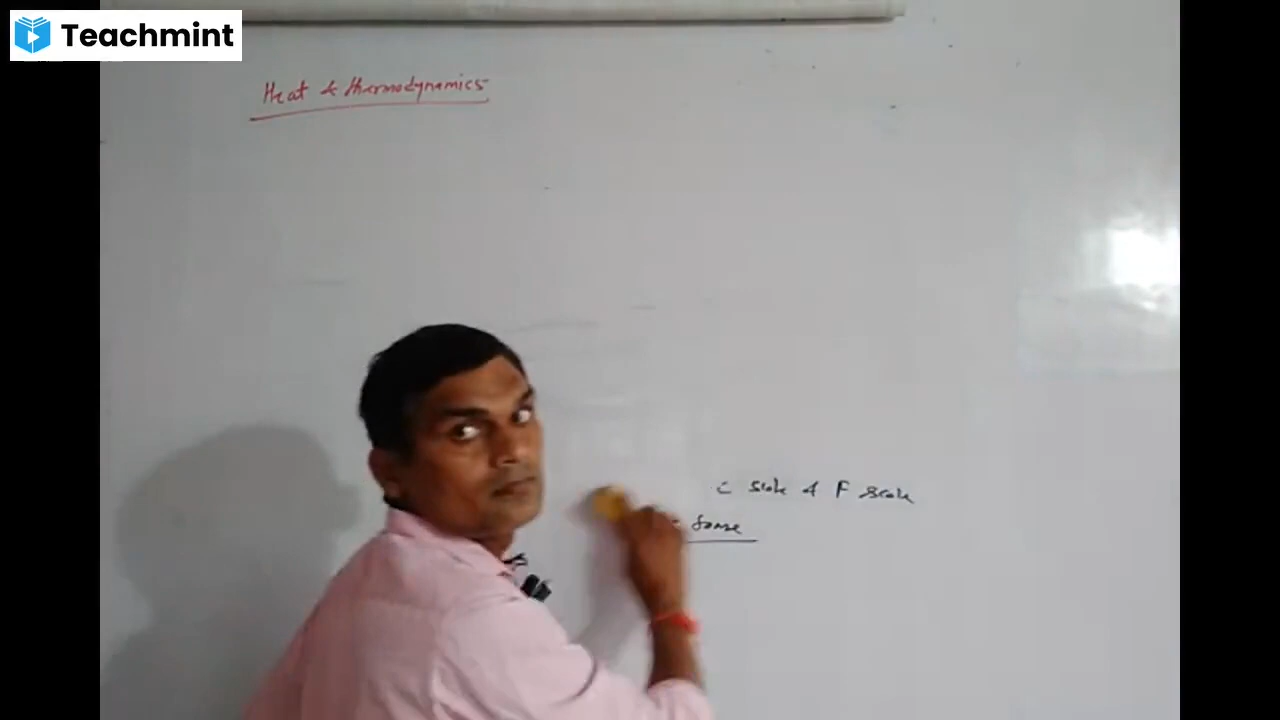 Teachmint
Heat & thermodynamics
C scale & F scale
same